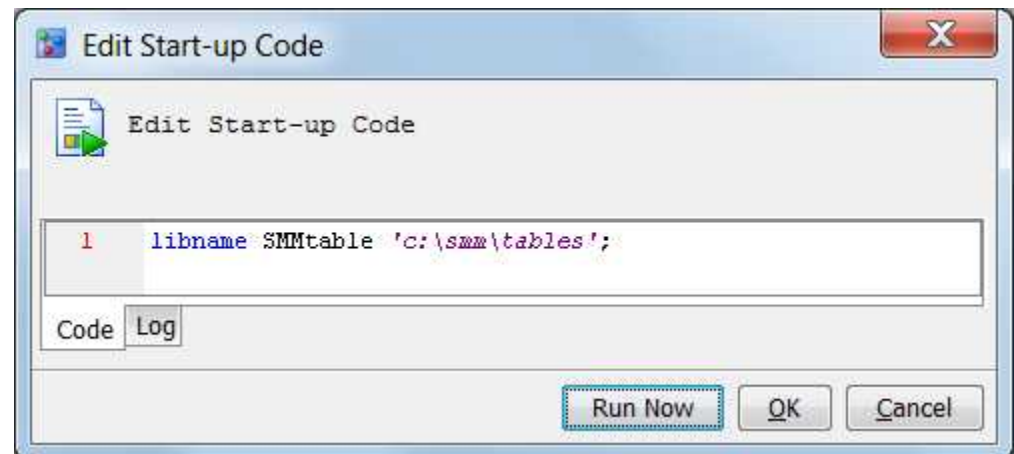 Edit Start-up Code
X
Edit Start-up Code
1 libname SMMtable 'c:\smm\tables';
Code Log
Run Now OK Cancel